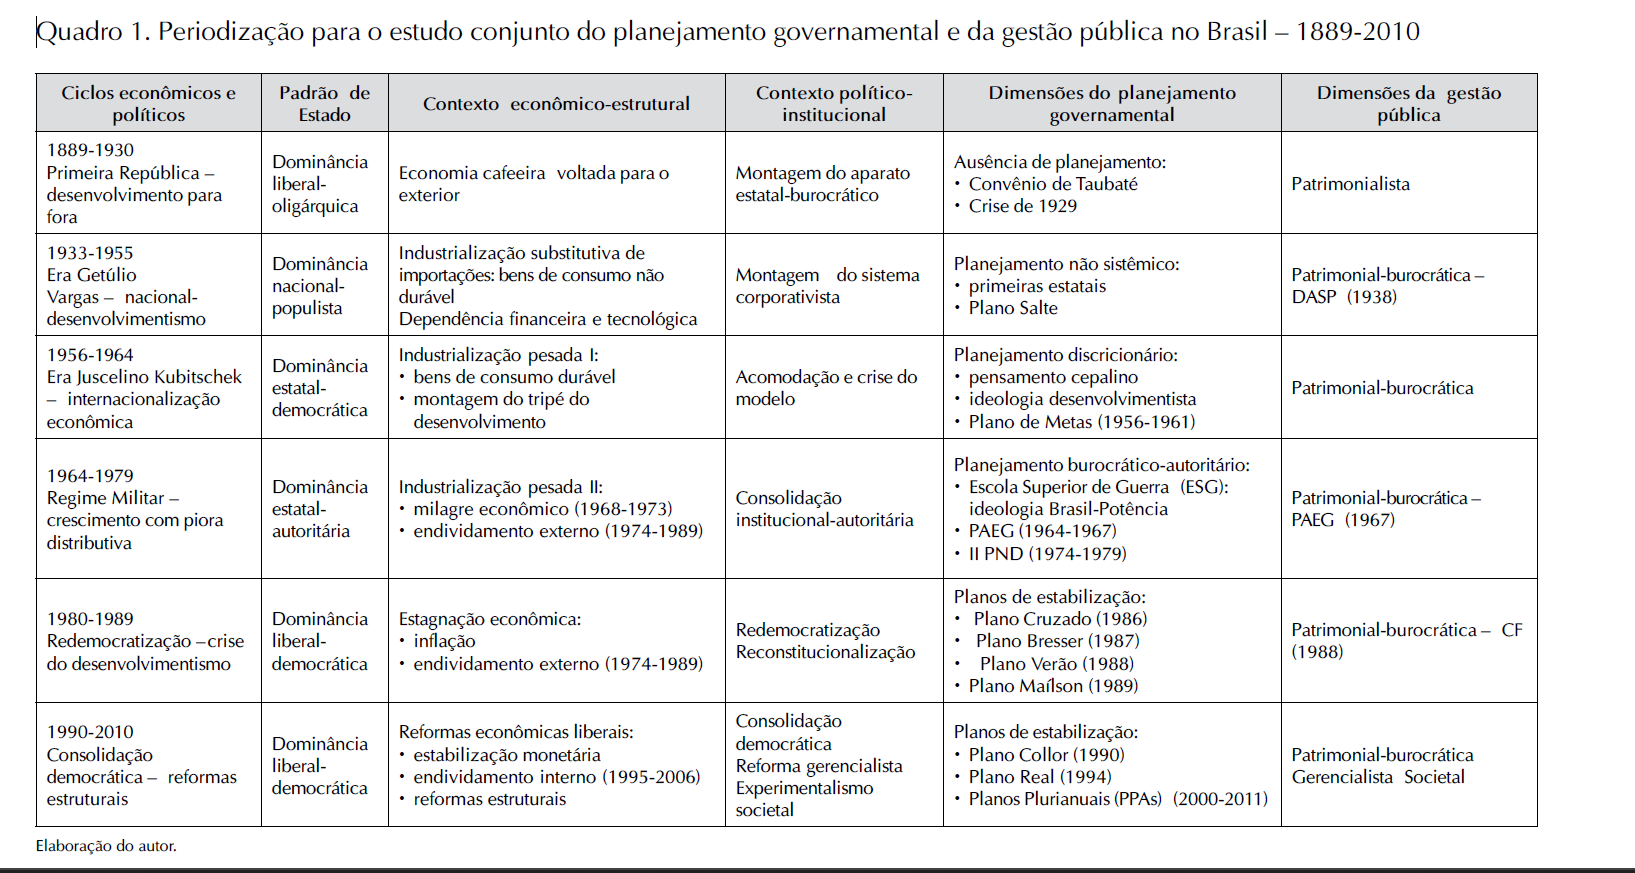 Quadro 1. Periodização para o estudo conjunto do planejamento governamental e da gestão pública no Brasil – 1889-2010
Ciclos econômicos e
políticos
Padrão de
Estado
Contexto econômico-estrutural
Contexto político-
institucional
Dimensões do planejamento
governamental
Dimensões da gestão
pública
1889-1930
Primeira República –
desenvolvimento para
fora
Dominância
liberal-
oligárquica
Economia cafeeira voltada para o
exterior
Montagem do aparato
estatal-burocrático
Ausência de planejamento:
• Convênio de Taubaté
• Crise de 1929
Patrimonialista
1933-1955
Era Getúlio
Vargas – nacional-
desenvolvimentismo
Dominância
nacional-
populista
Industrialização substitutiva de
importações: bens de consumo não
durável
Dependência financeira e tecnológica
Montagem do sistema
corporativista
Planejamento não sistêmico:
• primeiras estatais
• Plano Salte
Patrimonial-burocrática –
DASP (1938)
1956-1964
Era Juscelino Kubitschek
– internacionalização
econômica
Dominância
estatal-
democrática
Industrialização pesada I:
• bens de consumo durável
• montagem do tripé do
desenvolvimento
Acomodação e crise do
modelo
Planejamento discricionário:
• pensamento cepalino
• ideologia desenvolvimentista
• Plano de Metas (1956-1961)
Patrimonial-burocrática
1964-1979
Regime Militar –
crescimento com piora
distributiva
Dominância
estatal-
autoritária
Industrialização pesada II:
• milagre econômico (1968-1973)
• endividamento externo (1974-1989)
Consolidação
institucional-autoritária
Planejamento burocrático-autoritário:
• Escola Superior de Guerra (ESG):
ideologia Brasil-Potência
• PAEG (1964-1967)
• II PND (1974-1979)
Patrimonial-burocrática –
PAEG (1967)
1980-1989
Redemocratização –crise
do desenvolvimentismo
Dominância
liberal-
democrática
Estagnação econômica:
• inflação
• endividamento externo (1974-1989)
Redemocratização
Reconstitucionalização
Planos de estabilização:
• Plano Cruzado (1986)
• Plano Bresser (1987)
• Plano Verão (1988)
• Plano Maílson (1989)
Patrimonial-burocrática – CF
(1988)
1990-2010
Consolidação
democrática – reformas
estruturais
Dominância
liberal-
democrática
Reformas econômicas liberais:
• estabilização monetária
• endividamento interno (1995-2006)
• reformas estruturais
Consolidação
democrática
Reforma gerencialista
Experimentalismo
societal
Planos de estabilização:
• Plano Collor (1990)
• Plano Real (1994)
• Planos Plurianuais (PPAs) (2000-2011)
Patrimonial-burocrática
Gerencialista Societal
Elaboração do autor.